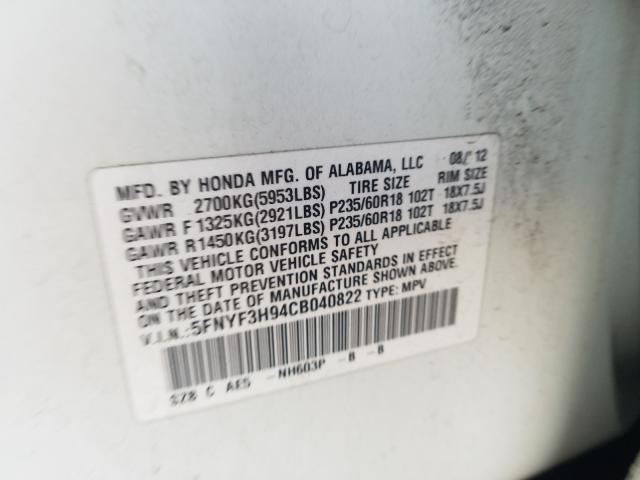 MFD. BY HONDA MFG. OF ALABAMA, LLC 08/12
GVWR 2700KG(5953LBS) TIRE SIZE RIM SIZE
GAWR F 1325KG(2921LBS) P235/60R18 102T 18X7.5J
GAWR R1450KG(3197LBS) P235/60R18 102T 18X7.5J
THIS VEHICLE CONFORMS TO ALL APPLICABLE
FEDERAL MOTOR VEHICLE SAFETY
AND THEFT PREVENTION STANDARDS IN EFFECT
ON THE DATE OF MANUFACTURE SHOWN ABOVE.
V.I.N.:5FNYF3H94CB040822 TYPE: MPV
SZ8 C AE5 -NH603P -B -B